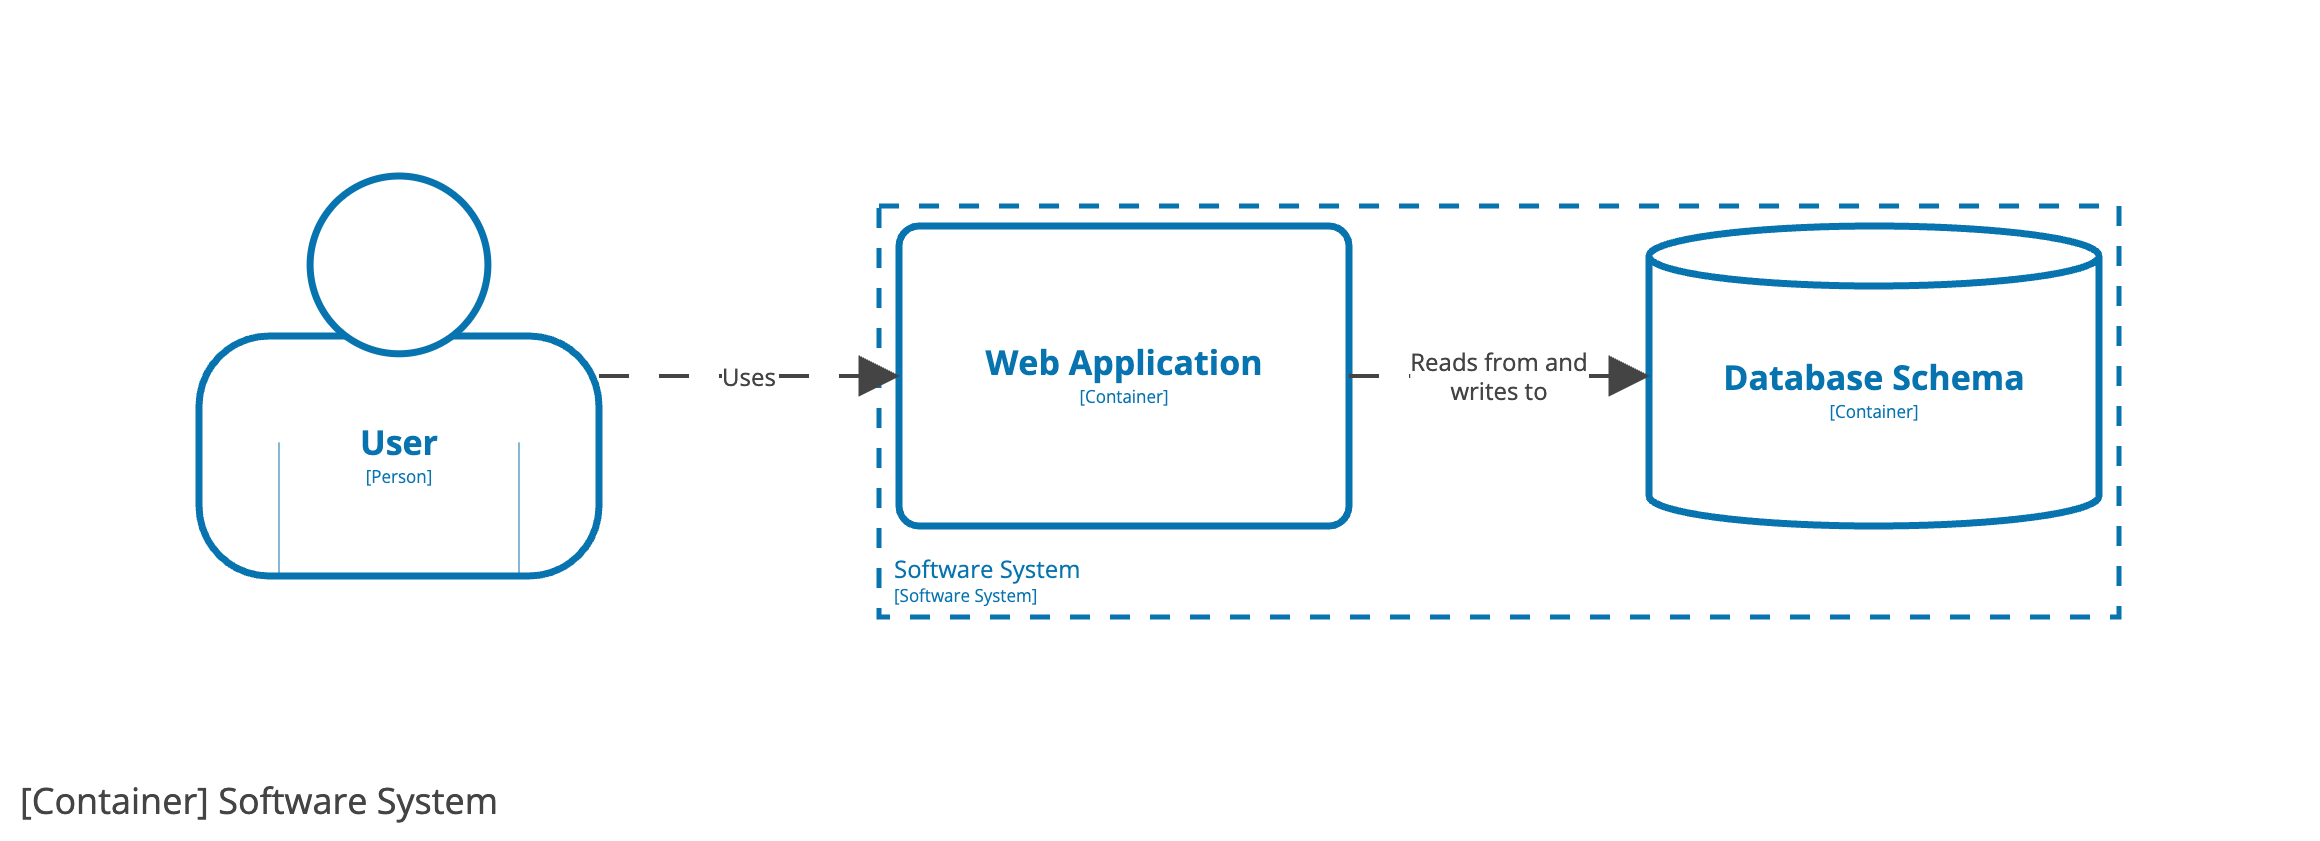 User
[Person]
Uses
Web Application
[Container]
Reads from and
writes to
Database Schema
[Container]
Software System
[Software System]
[Container] Software System